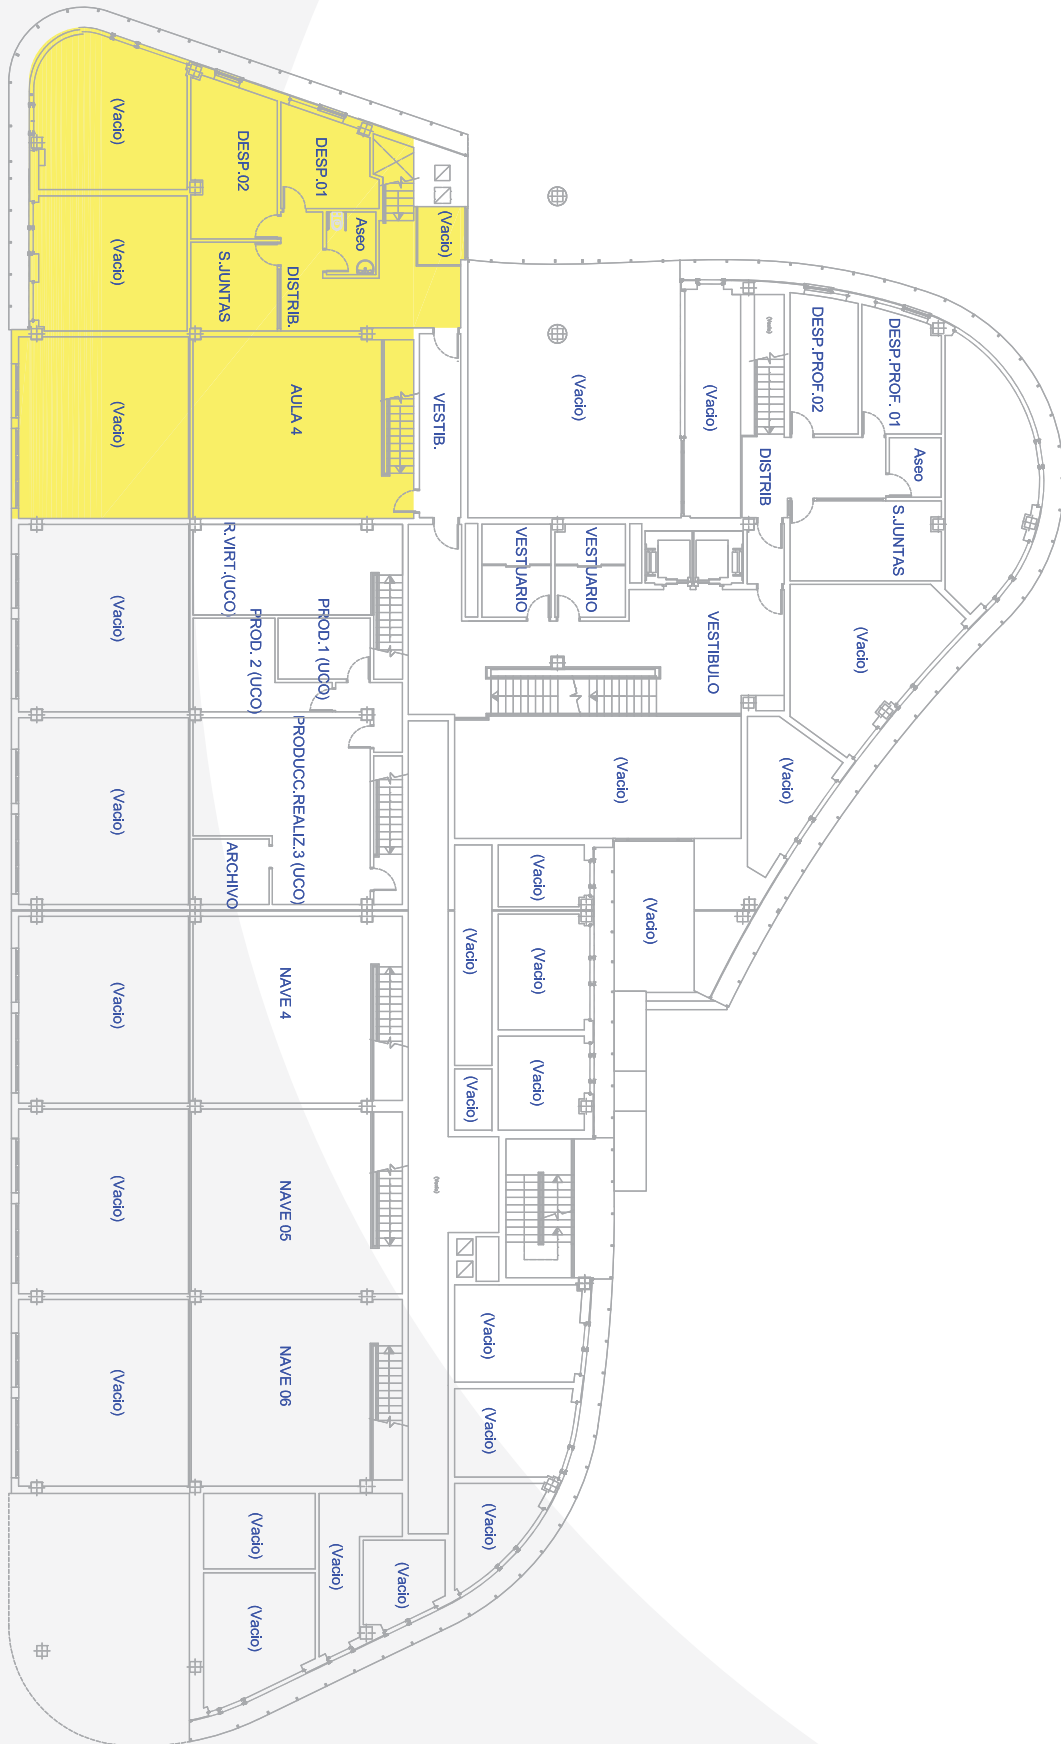 (Vacio)
DESP.02
DESP.01
(Vacio)
Aseo
(Vacio)
S.JUNTAS
DISTRIB.
(Vacio)
AULA 4
VESTIB.
(Vacio)
(Vacio)
DESP.PROF.02
DESP.PROF. 01
DISTRIB
Aseo
S.JUNTAS
(Vacio)
R.VIRT.(UCO)
PROD. 2 (UCO)
PROD.1 (UCO)
VESTUARIO
VESTUARIO
VESTIBULO
(Vacio)
(Vacio)
PRODUCC.REALIZ.3 (UCO)
ARCHIVO
(Vacio)
(Vacio)
(Vacio)
(Vacio)
NAVE 4
(Vacio)
(Vacio)
(Vacio)
(Vacio)
(Vacio)
(Vacio)
NAVE 05
(Vacio)
NAVE 06
(Vacio)
(Vacio)
(Vacio)
(Vacio)
(Vacio)
(Vacio)
(Vacio)